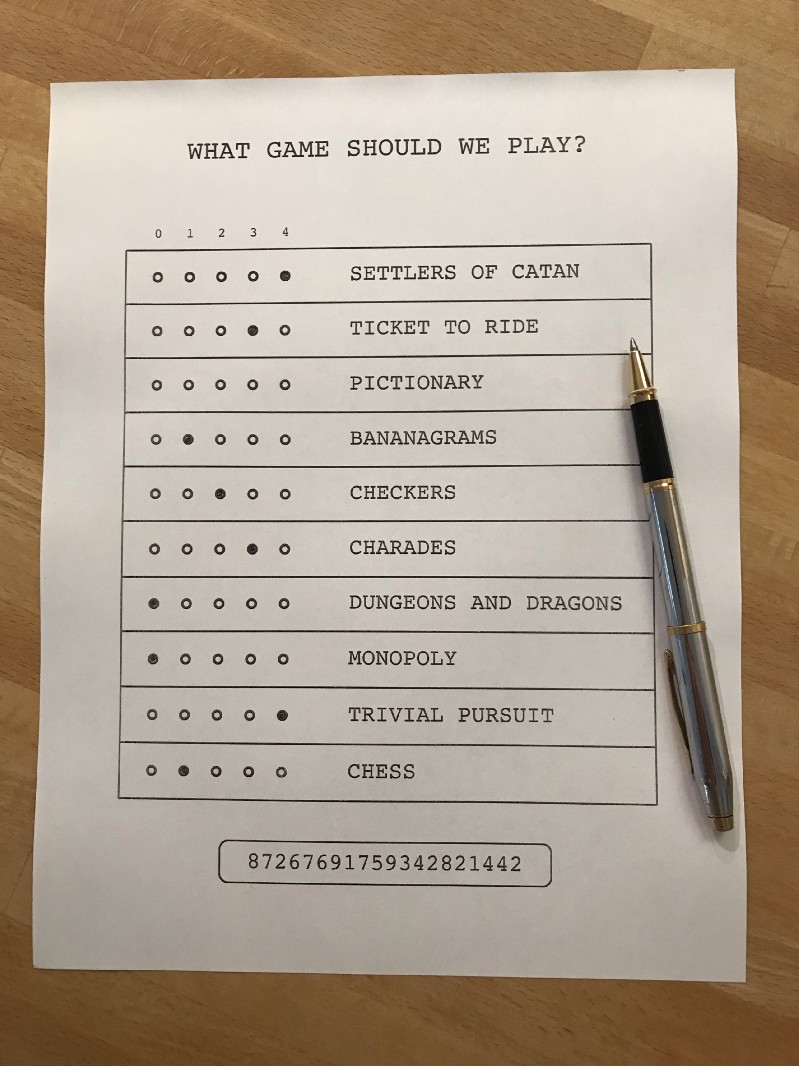 WHAT GAME SHOULD WE PLAY?
0 1 2 3 4
SETTLERS OF CATAN
TICKET TO RIDE
PICTIONARY
BANANAGRAMS
CHECKERS
CHARADES
DUNGEONS AND DRAGONS
MONOPOLY
TRIVIAL PURSUIT
CHESS
87267691759342821442